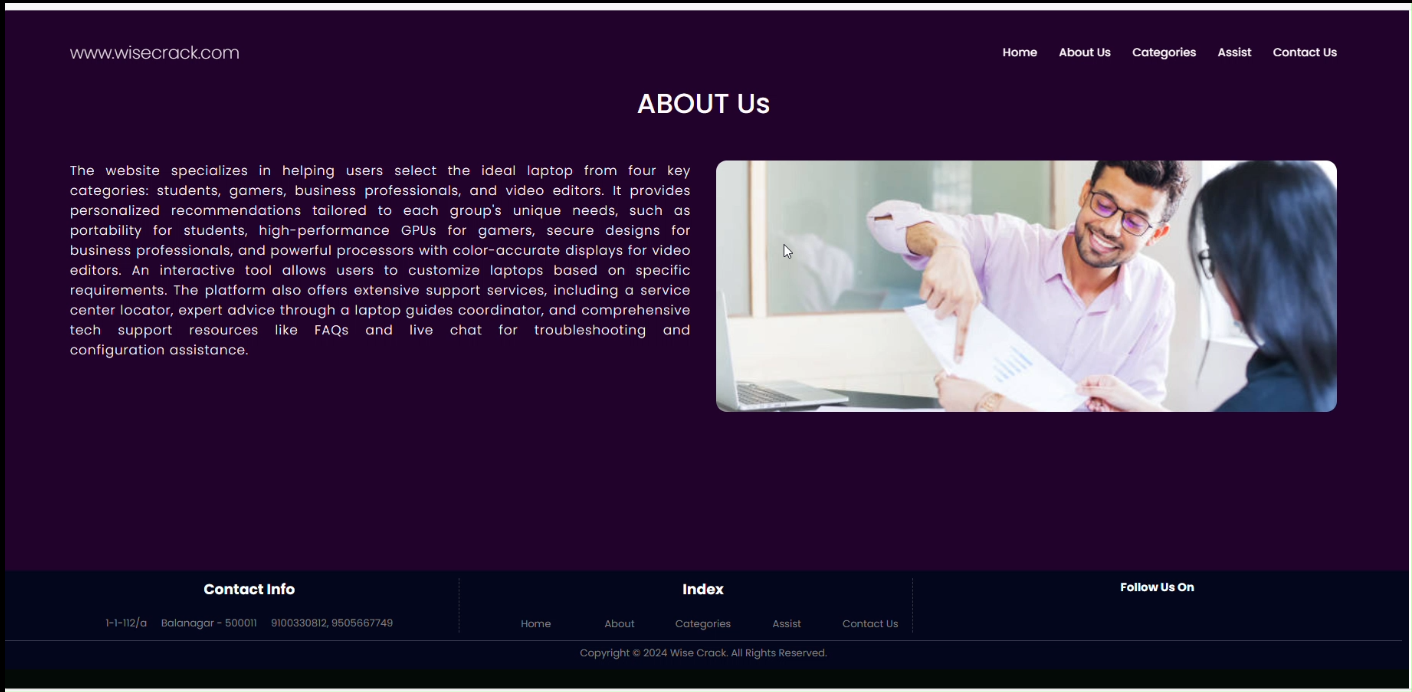 www.wisecrack.com
Home About Us Categories Assist Contact Us
ABOUT Us
The website specializes in helping users select the ideal laptop from four key
categories: students, gamers, business professionals, and video editors. It provides
personalized recommendations tailored to each group's unique needs, such as
portability for students, high-performance GPUs for gamers, secure designs for
business professionals, and powerful processors with color-accurate displays for video
editors. An interactive tool allows users to customize laptops based on specific
requirements. The platform also offers extensive support services, including a service
center locator, expert advice through a laptop guides coordinator, and comprehensive
tech support resources like FAQs and live chat for troubleshooting and
configuration assistance.
Contact Info
1-1-112/a Balanagar - 500011 9100330812, 9505667749
Index
Home About Categories Assist Contact Us
Follow Us On
Copyright © 2024 Wise Crack. All Rights Reserved.